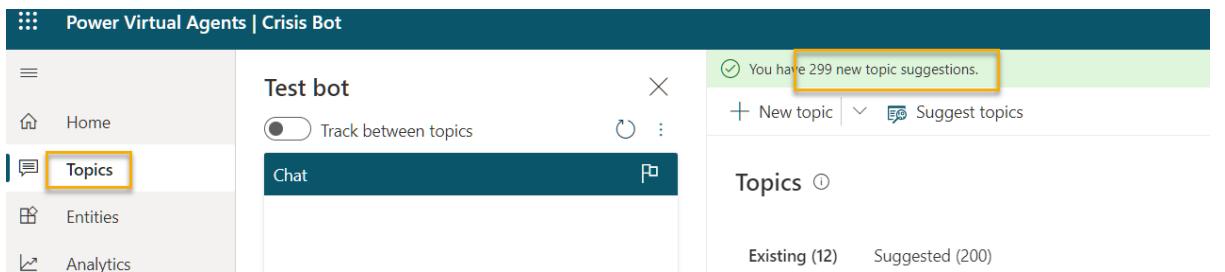 Power Virtual Agents | Crisis Bot
Home
Topics
Entities
Analytics
Test bot
Track between topics
Chat
You have 299 new topic suggestions.
New topic
Suggest topics
Topics
Existing (12)
Suggested (200)